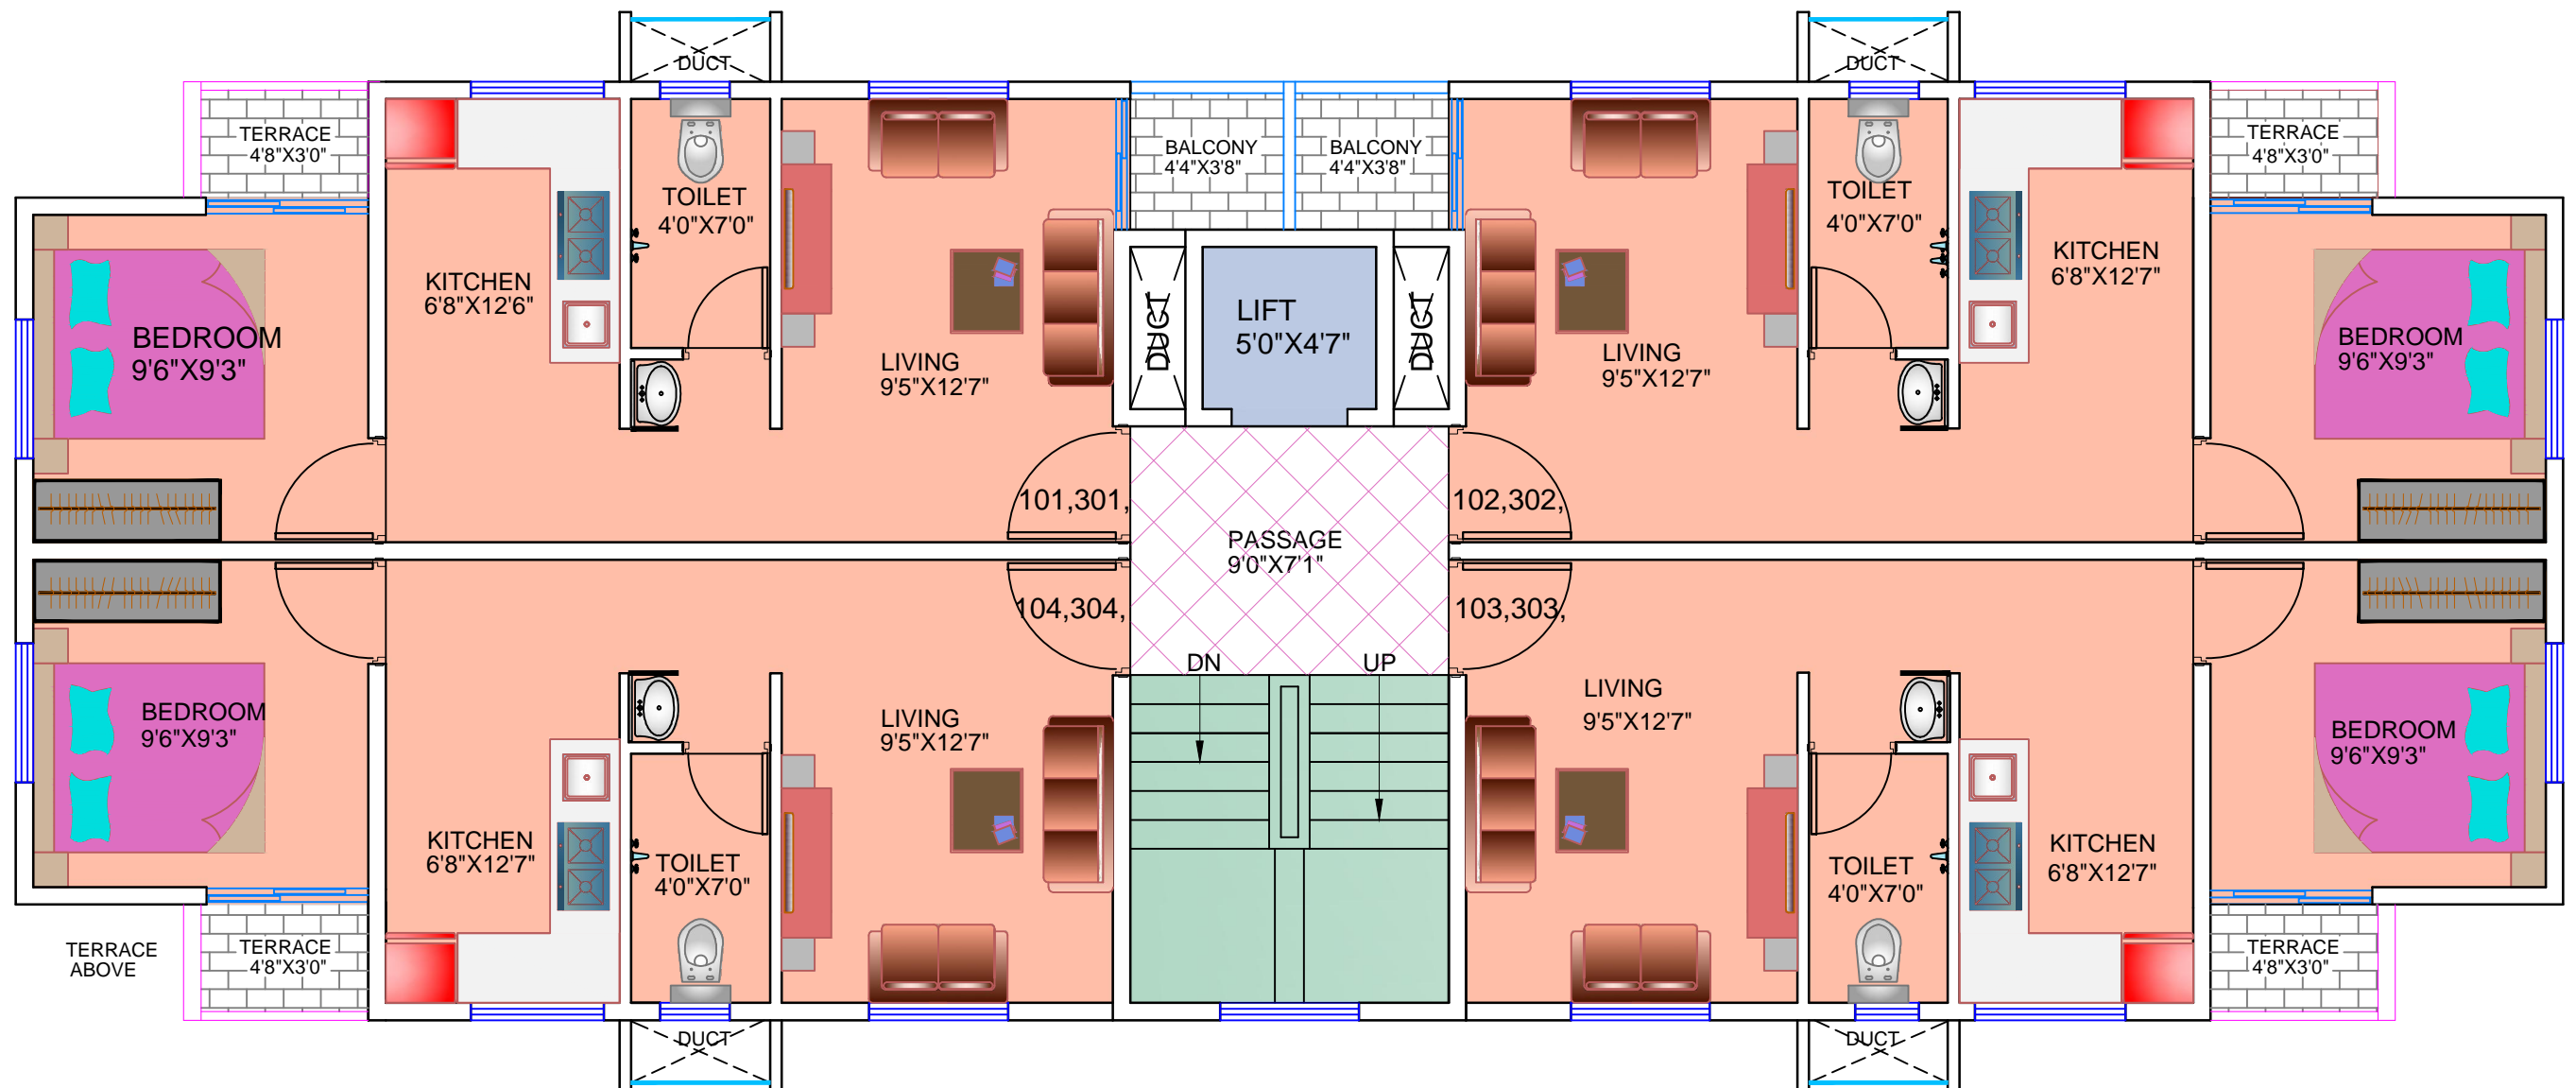 DUCT
DUCT
TERRACE
4'8"X3'0"
TOILET
4'0"X7'0"
BALCONY
4'4"X3'8"
BALCONY
4'4"X3'8"
TOILET
4'0"X7'0"
TERRACE
4'8"X3'0"
BEDROOM
9'6"X9'3"
KITCHEN
6'8"X12'6"
LIVING
9'5"X12'7"
DUCT
LIFT
5'0"X4'7"
DUCT
LIVING
9'5"X12'7"
KITCHEN
6'8"X12'7"
BEDROOM
9'6"X9'3"
101,301,
102,302,
PASSAGE
9'0"X7'1"
104,304,
103,303,
DN
UP
BEDROOM
9'6"X9'3"
LIVING
9'5"X12'7"
LIVING
9'5"X12'7"
BEDROOM
9'6"X9'3"
KITCHEN
6'8"X12'7"
TOILET
4'0"X7'0"
TOILET
4'0"X7'0"
KITCHEN
6'8"X12'7"
TERRACE
ABOVE
TERRACE
4'8"X3'0"
TERRACE
4'8"X3'0"
DUCT
DUCT